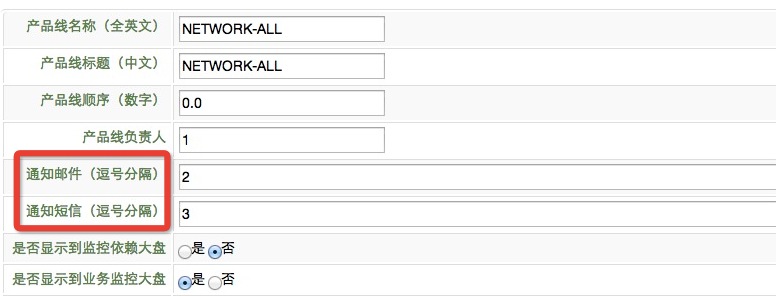 产品线名称（全英文） NETWORK-ALL
产品线标题（中文） NETWORK-ALL
产品线顺序（数字） 0.0
产品线负责人 1
通知邮件（逗号分隔） 2
通知短信（逗号分隔） 3
是否显示到监控依赖大盘 是 否
是否显示到业务监控大盘 是 否